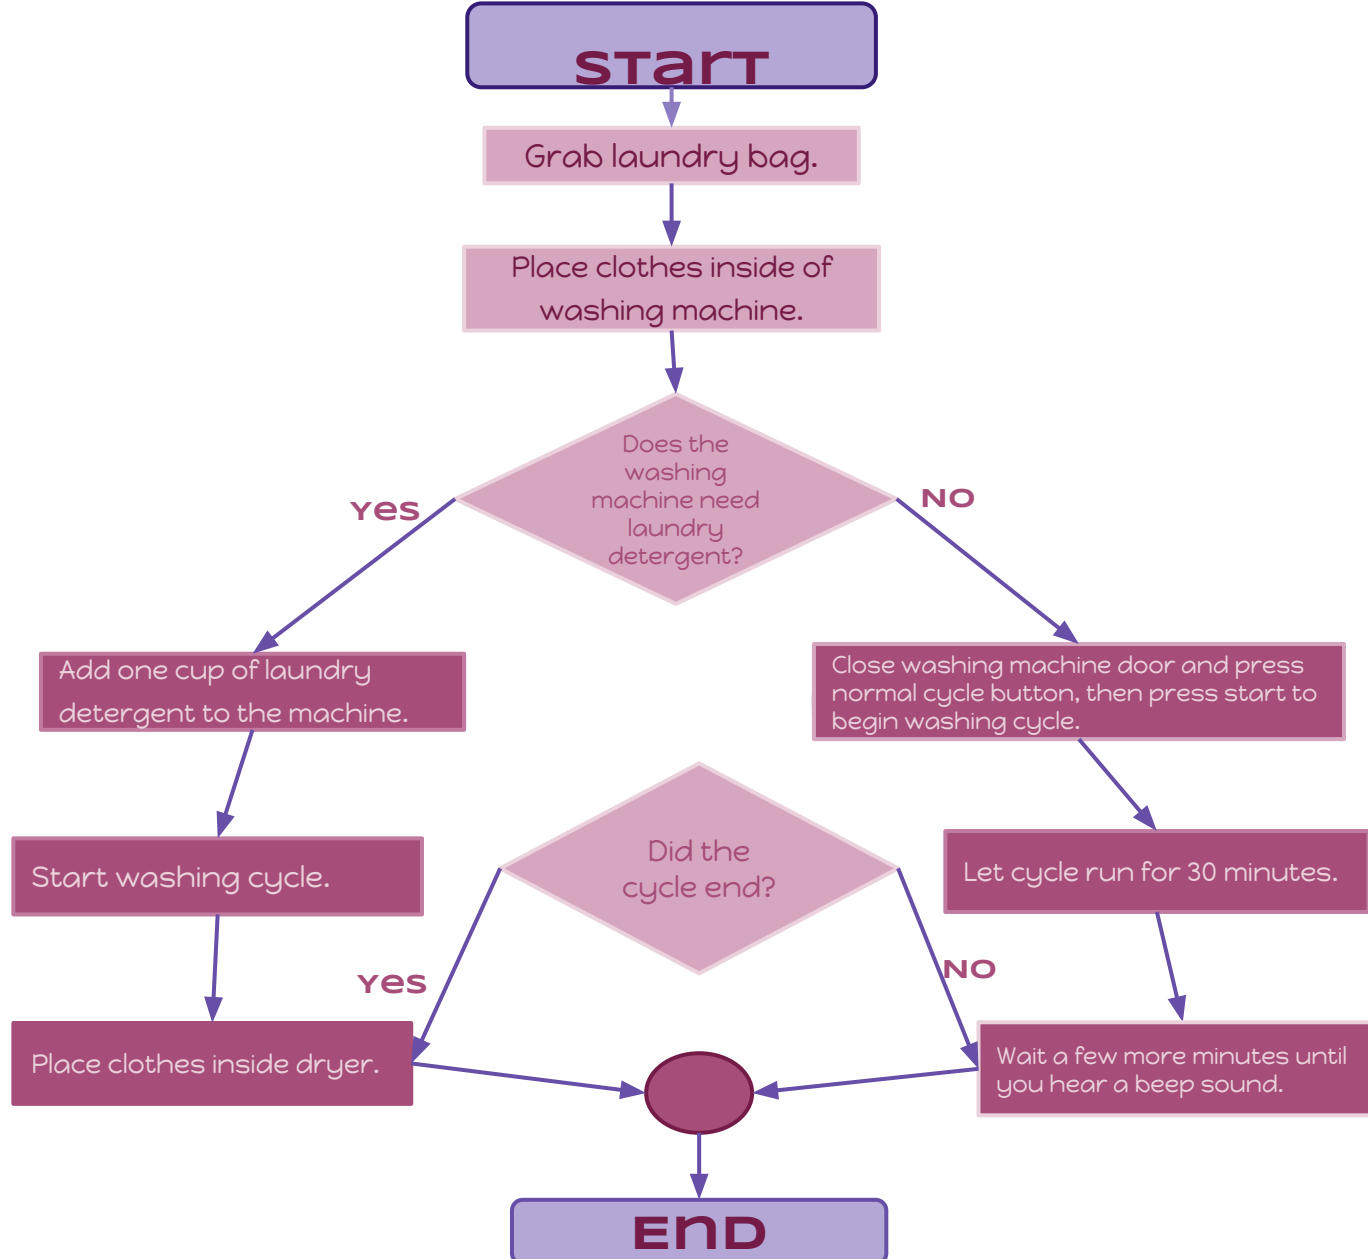 START
Grab laundry bag.
Place clothes inside of
washing machine.
Does the
washing
machine need
laundry
detergent?
Yes
NO
Add one cup of laundry
detergent to the machine.
Close washing machine door and press
normal cycle button, then press start to
begin washing cycle.
Did the
cycle end?
Start washing cycle.
Let cycle run for 30 minutes.
Yes
NO
Place clothes inside dryer.
Wait a few more minutes until
you hear a beep sound.
END